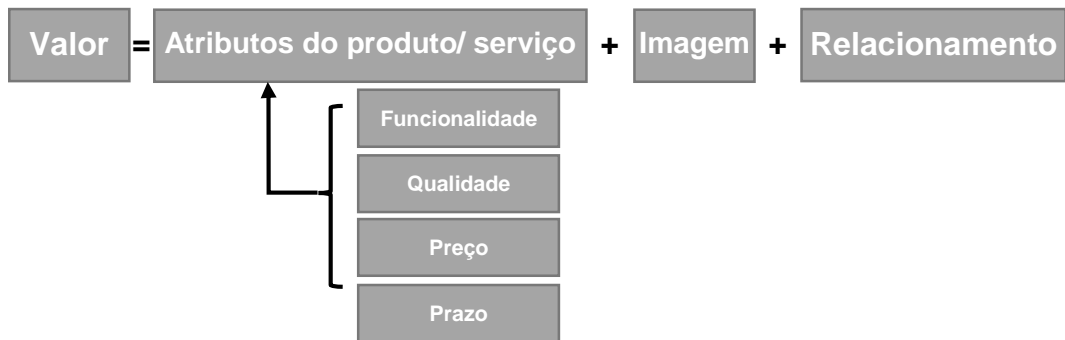 Valor = Atributos do produto/ serviço + Imagem + Relacionamento
Funcionalidade
Qualidade
Preço
Prazo